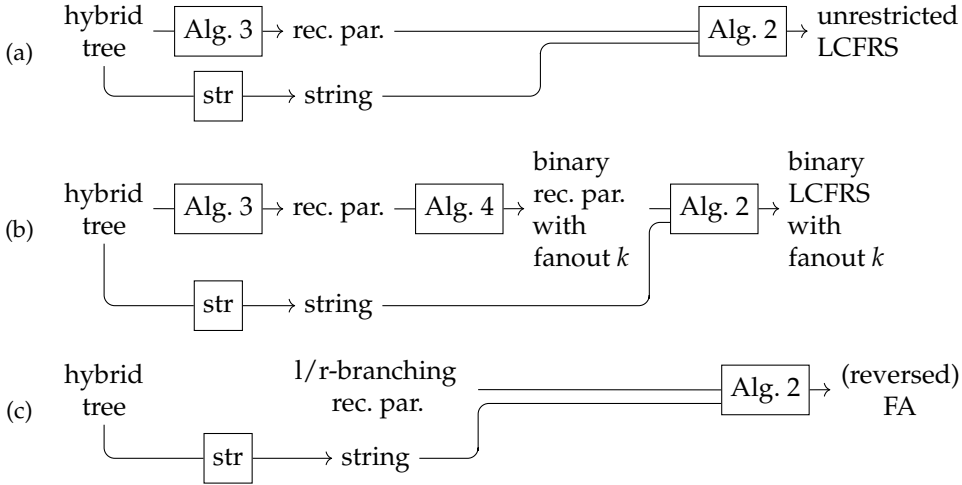 (a)
hybrid
tree
Alg. 3
rec. par.
Alg. 2
unrestricted
LCFRS
str
string
(b)
hybrid
tree
Alg. 3
rec. par.
Alg. 4
binary
rec. par.
with
fanout k
Alg. 2
binary
LCFRS
with
fanout k
str
string
(c)
hybrid
tree
l/r-branching
rec. par.
Alg. 2
(reversed)
FA
str
string